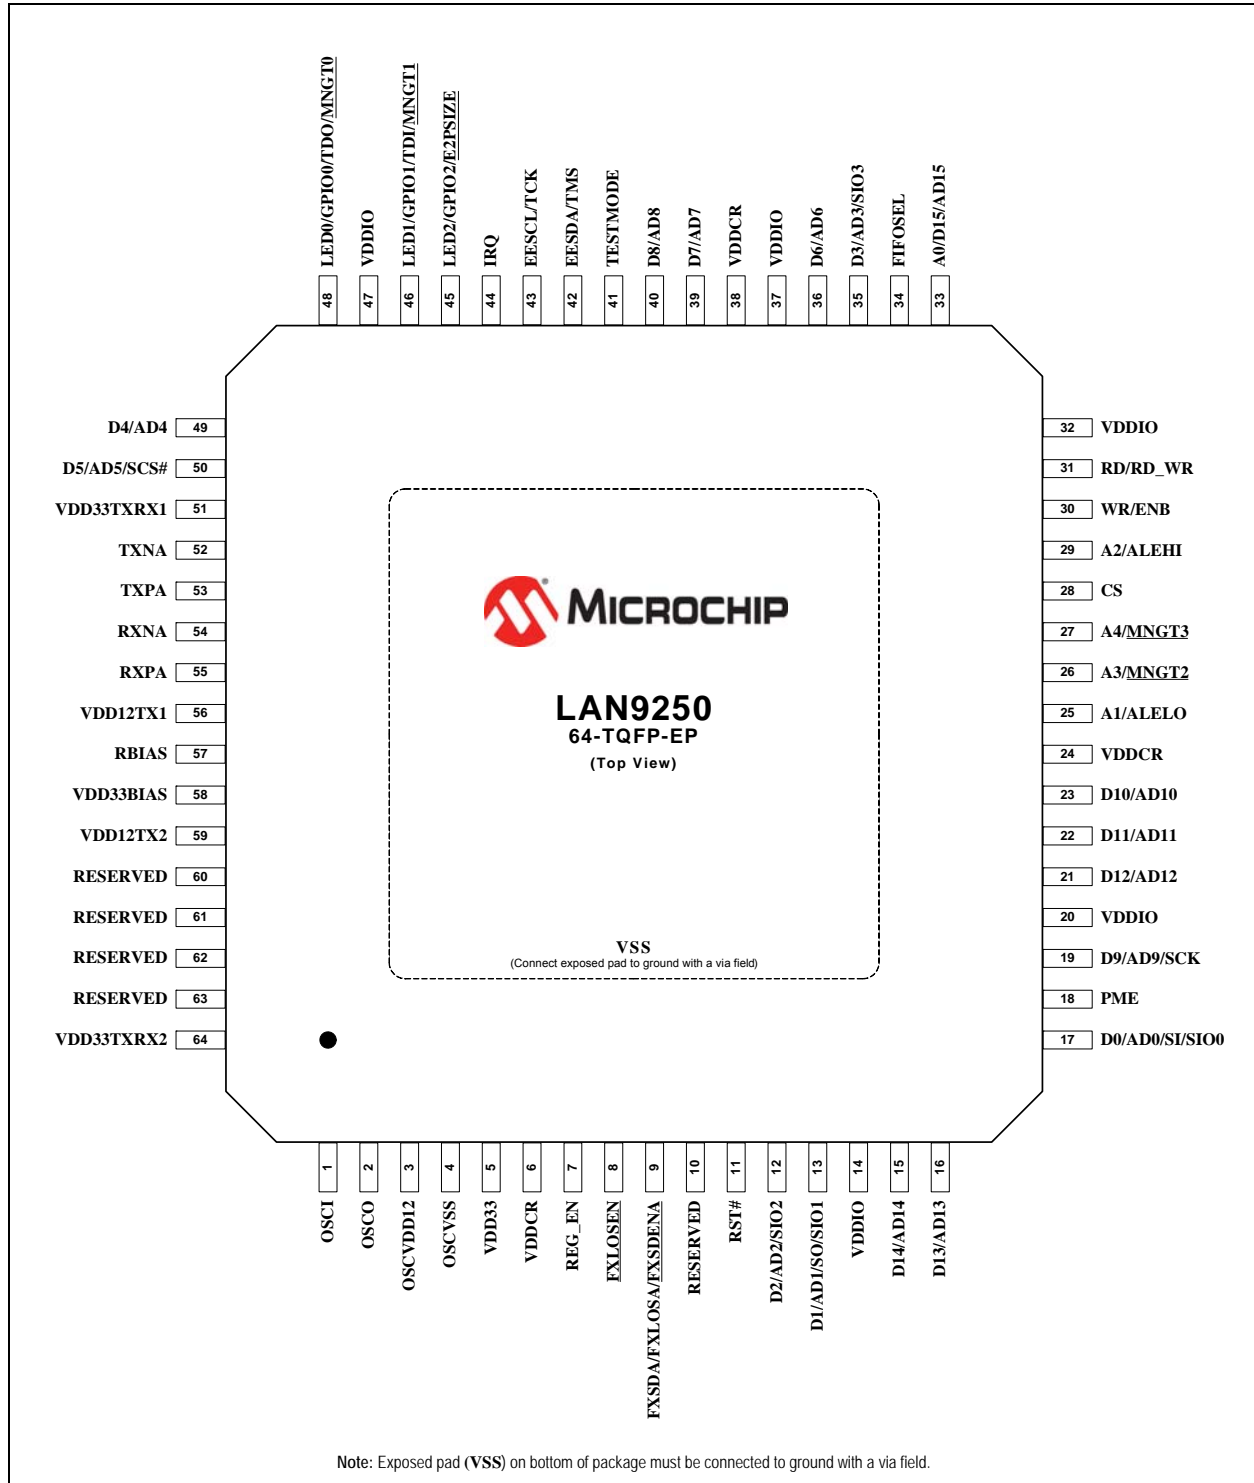 LED0/GPIO0/TDO/MNGT0
VDDIO
LED1/GPIO1/TDI/MNGT1
LED2/GPIO2/E2PSIZE
IRQ
EESCL/TCK
EESDA/TMS
TESTMODE
D8/AD8
D7/AD7
VDDCR
VDDIO
D6/AD6
D3/AD3/SIO3
FIFOSEL
A0/D15/AD15
48
47
46
45
44
43
42
41
40
39
38
37
36
35
34
33
D4/AD4 49
D5/AD5/SCS# 50
VDD33TXRX1 51
TXNA 52
TXPA 53
RXNA 54
RXPA 55
VDD12TX1 56
RBIAS 57
VDD33BIAS 58
VDD12TX2 59
RESERVED 60
RESERVED 61
RESERVED 62
RESERVED 63
VDD33TXRX2 64
MICROCHIP
LAN9250
64-TQFP-EP
(Top View)
VSS
(Connect exposed pad to ground with a via field)
32 VDDIO
31 RD/RD_WR
30 WR/ENB
29 A2/ALEHI
28 CS
27 A4/MNGT3
26 A3/MNGT2
25 A1/ALELO
24 VDDCR
23 D10/AD10
22 D11/AD11
21 D12/AD12
20 VDDIO
19 D9/AD9/SCK
18 PME
17 D0/AD0/SI/SIO0
1
2
3
4
5
6
7
8
9
10
11
12
13
14
15
16
OSCI
OSCO
OSCVDD12
OSCVSS
VDD33
VDDCR
REG_EN
FXLOSEN
FXSDA/FXLOSA/FXSDENA
RESERVED
RST#
D2/AD2/SIO2
D1/AD1/SO/SIO1
VDDIO
D14/AD14
D13/AD13
Note: Exposed pad (VSS) on bottom of package must be connected to ground with a via field.